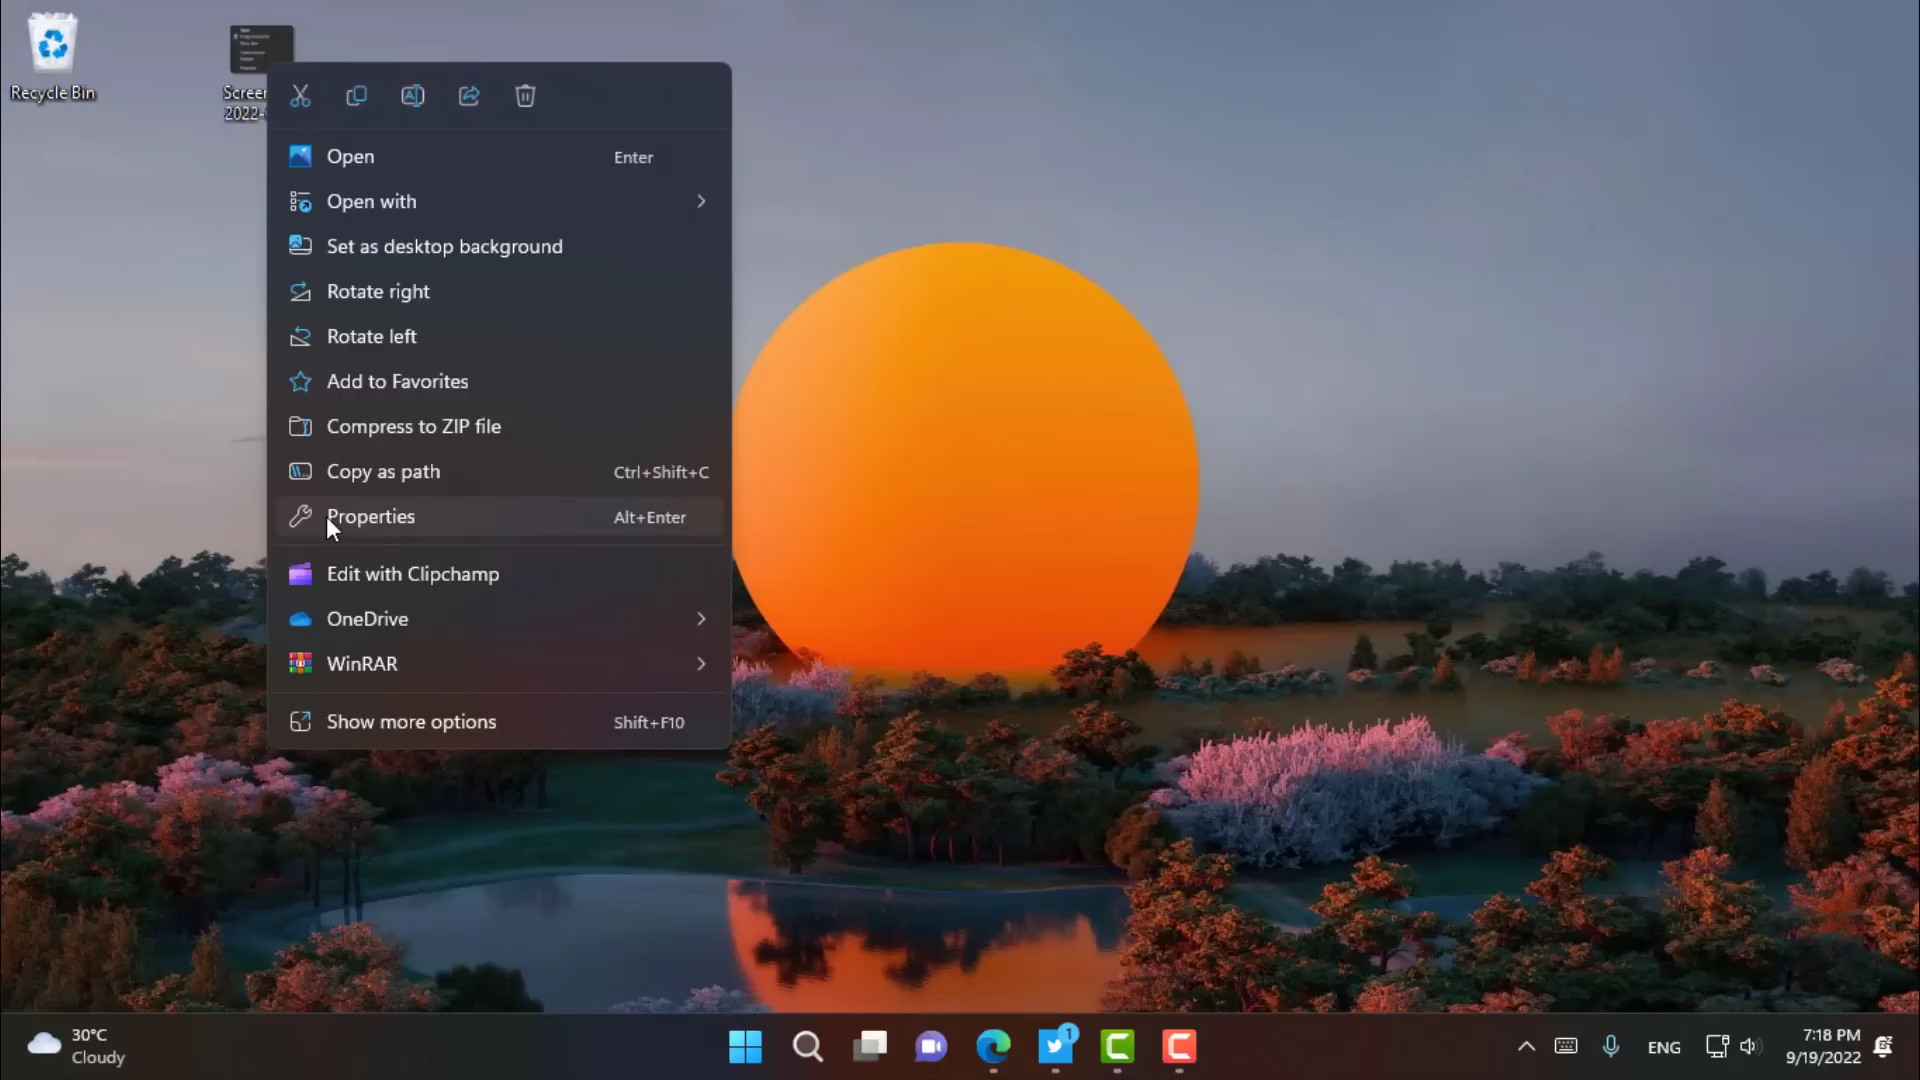 Recycle Bin
Screen
2022-
Open Enter
Open with
Set as desktop background
Rotate right
Rotate left
Add to Favorites
Compress to ZIP file
Copy as path Ctrl+Shift+C
Properties Alt+Enter
Edit with Clipchamp
OneDrive
WinRAR
Show more options Shift+F10
30°C
Cloudy
1
ENG
7:18 PM
9/19/2022